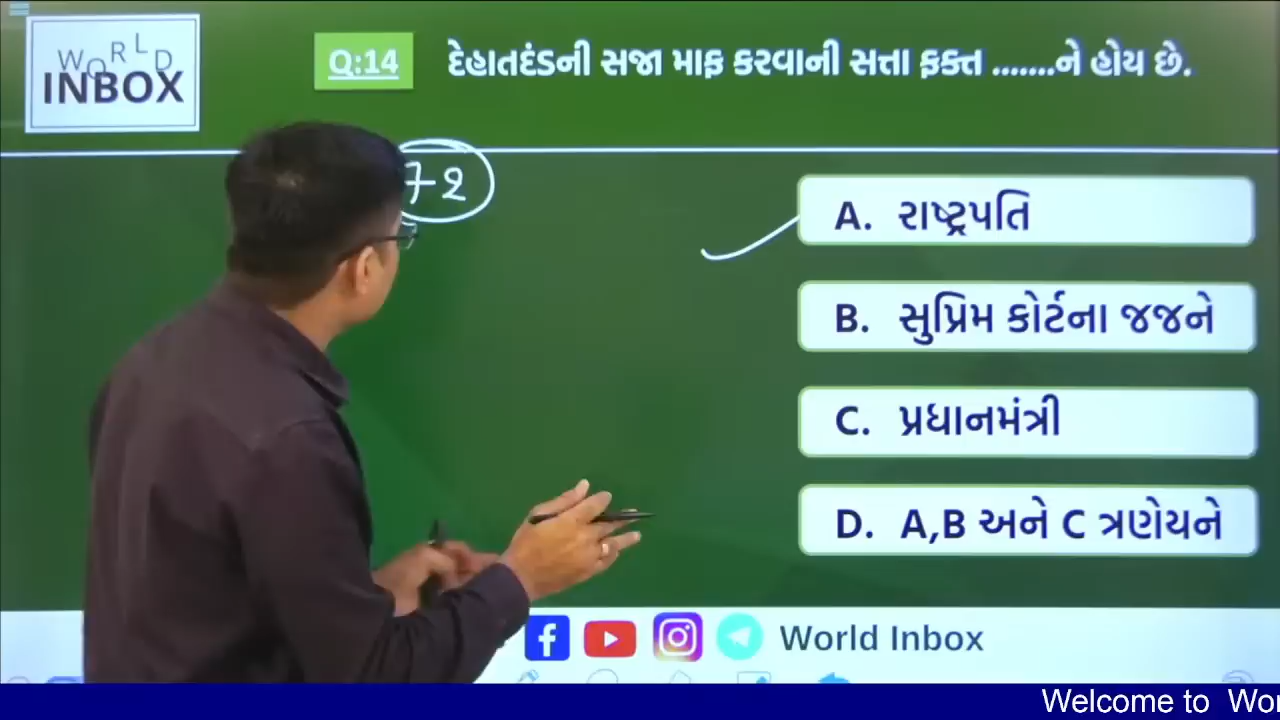 WORLD
INBOX
Q:14 દેહાતદંડની સજા માફ કરવાની સત્તા ફક્ત .......ને હોય છે.
72
A. રાષ્ટ્રપતિ
B. સુપ્રિમ કોર્ટના જજને
C. પ્રધાનમંત્રી
D. A,B અને C ત્રણેયને
World Inbox
Welcome to Wor